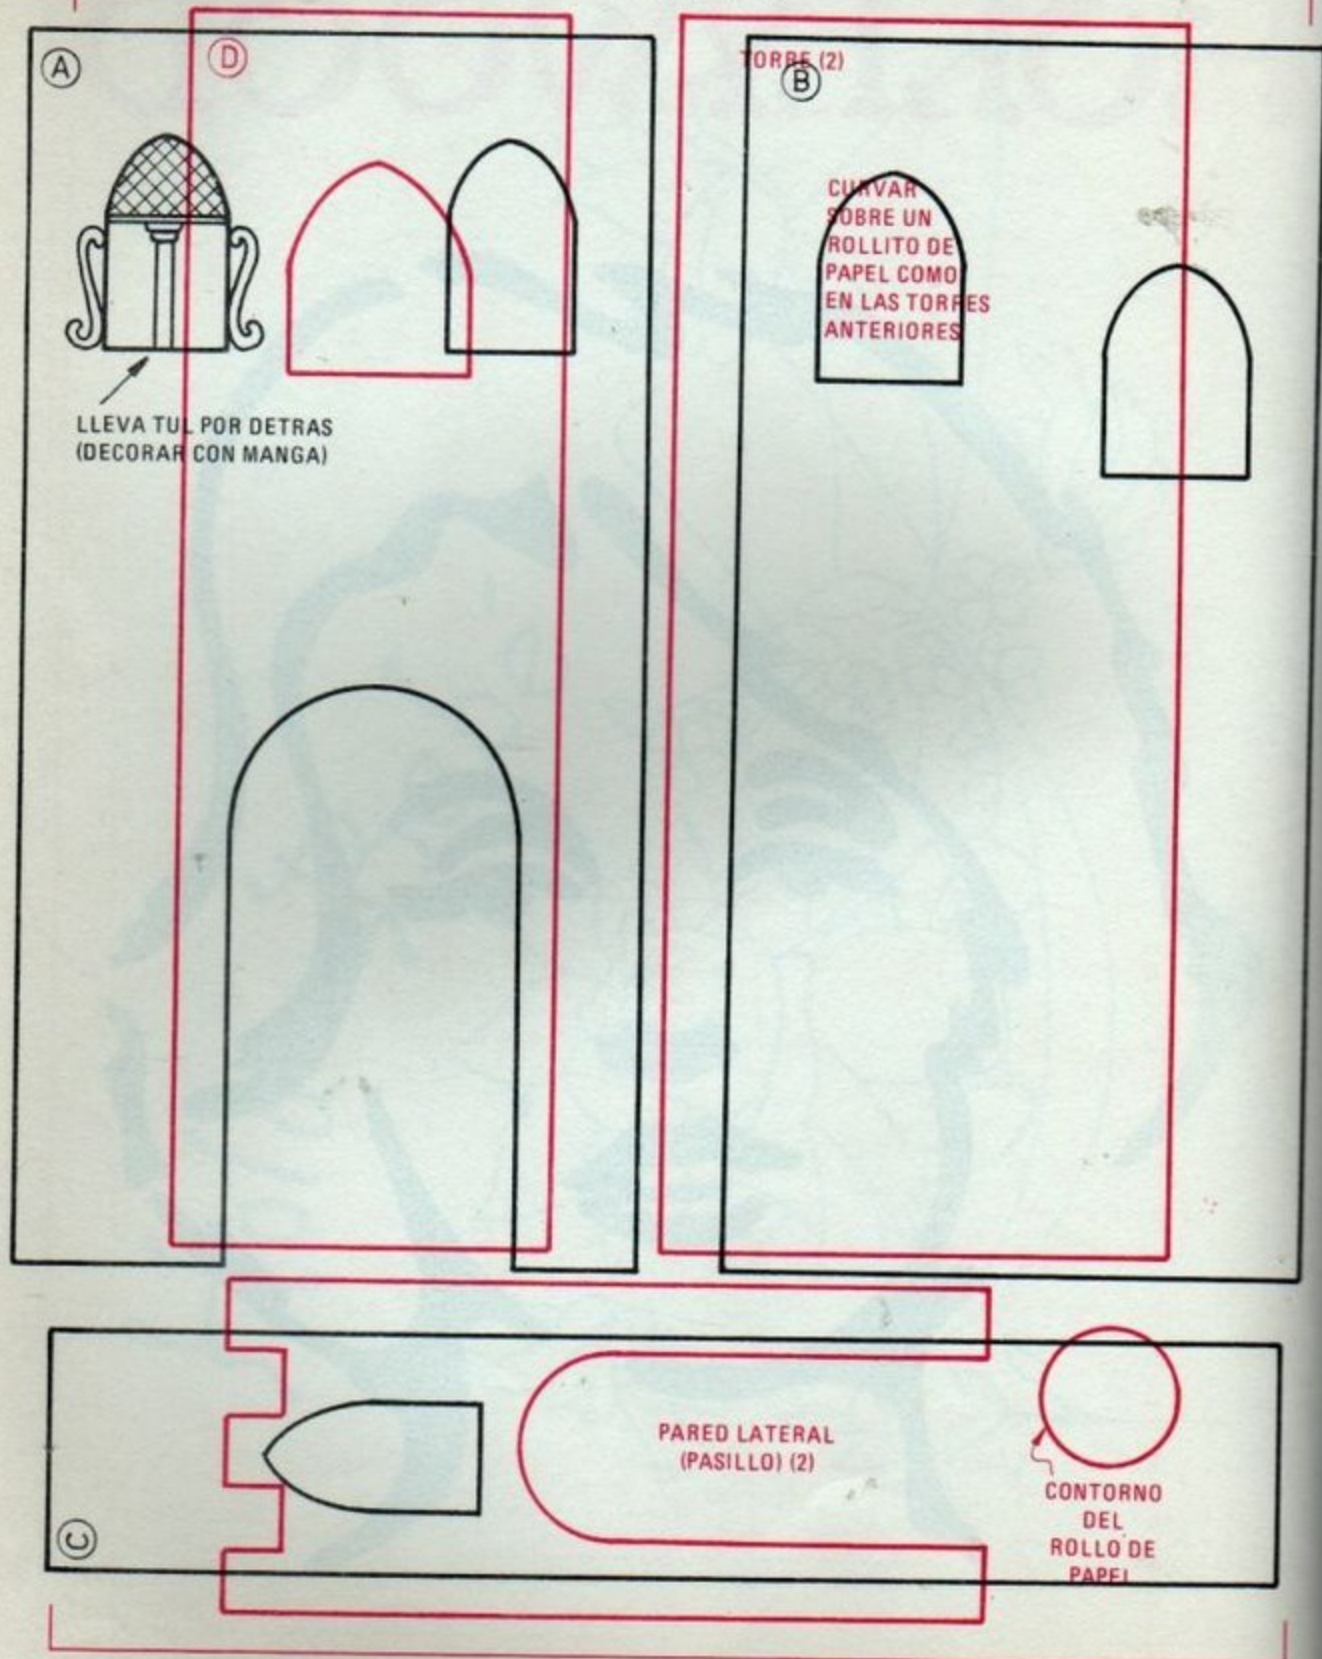 A
D
TORRE (2)
B
CURVAR
SOBRE UN
ROLLITO DE
PAPEL COMO
EN LAS TORRES
ANTERIORES
LLEVA TUL POR DETRAS
(DECORAR CON MANGA)
PARED LATERAL
(PASILLO) (2)
CONTORNO
DEL
ROLLO DE
PAPEL
C